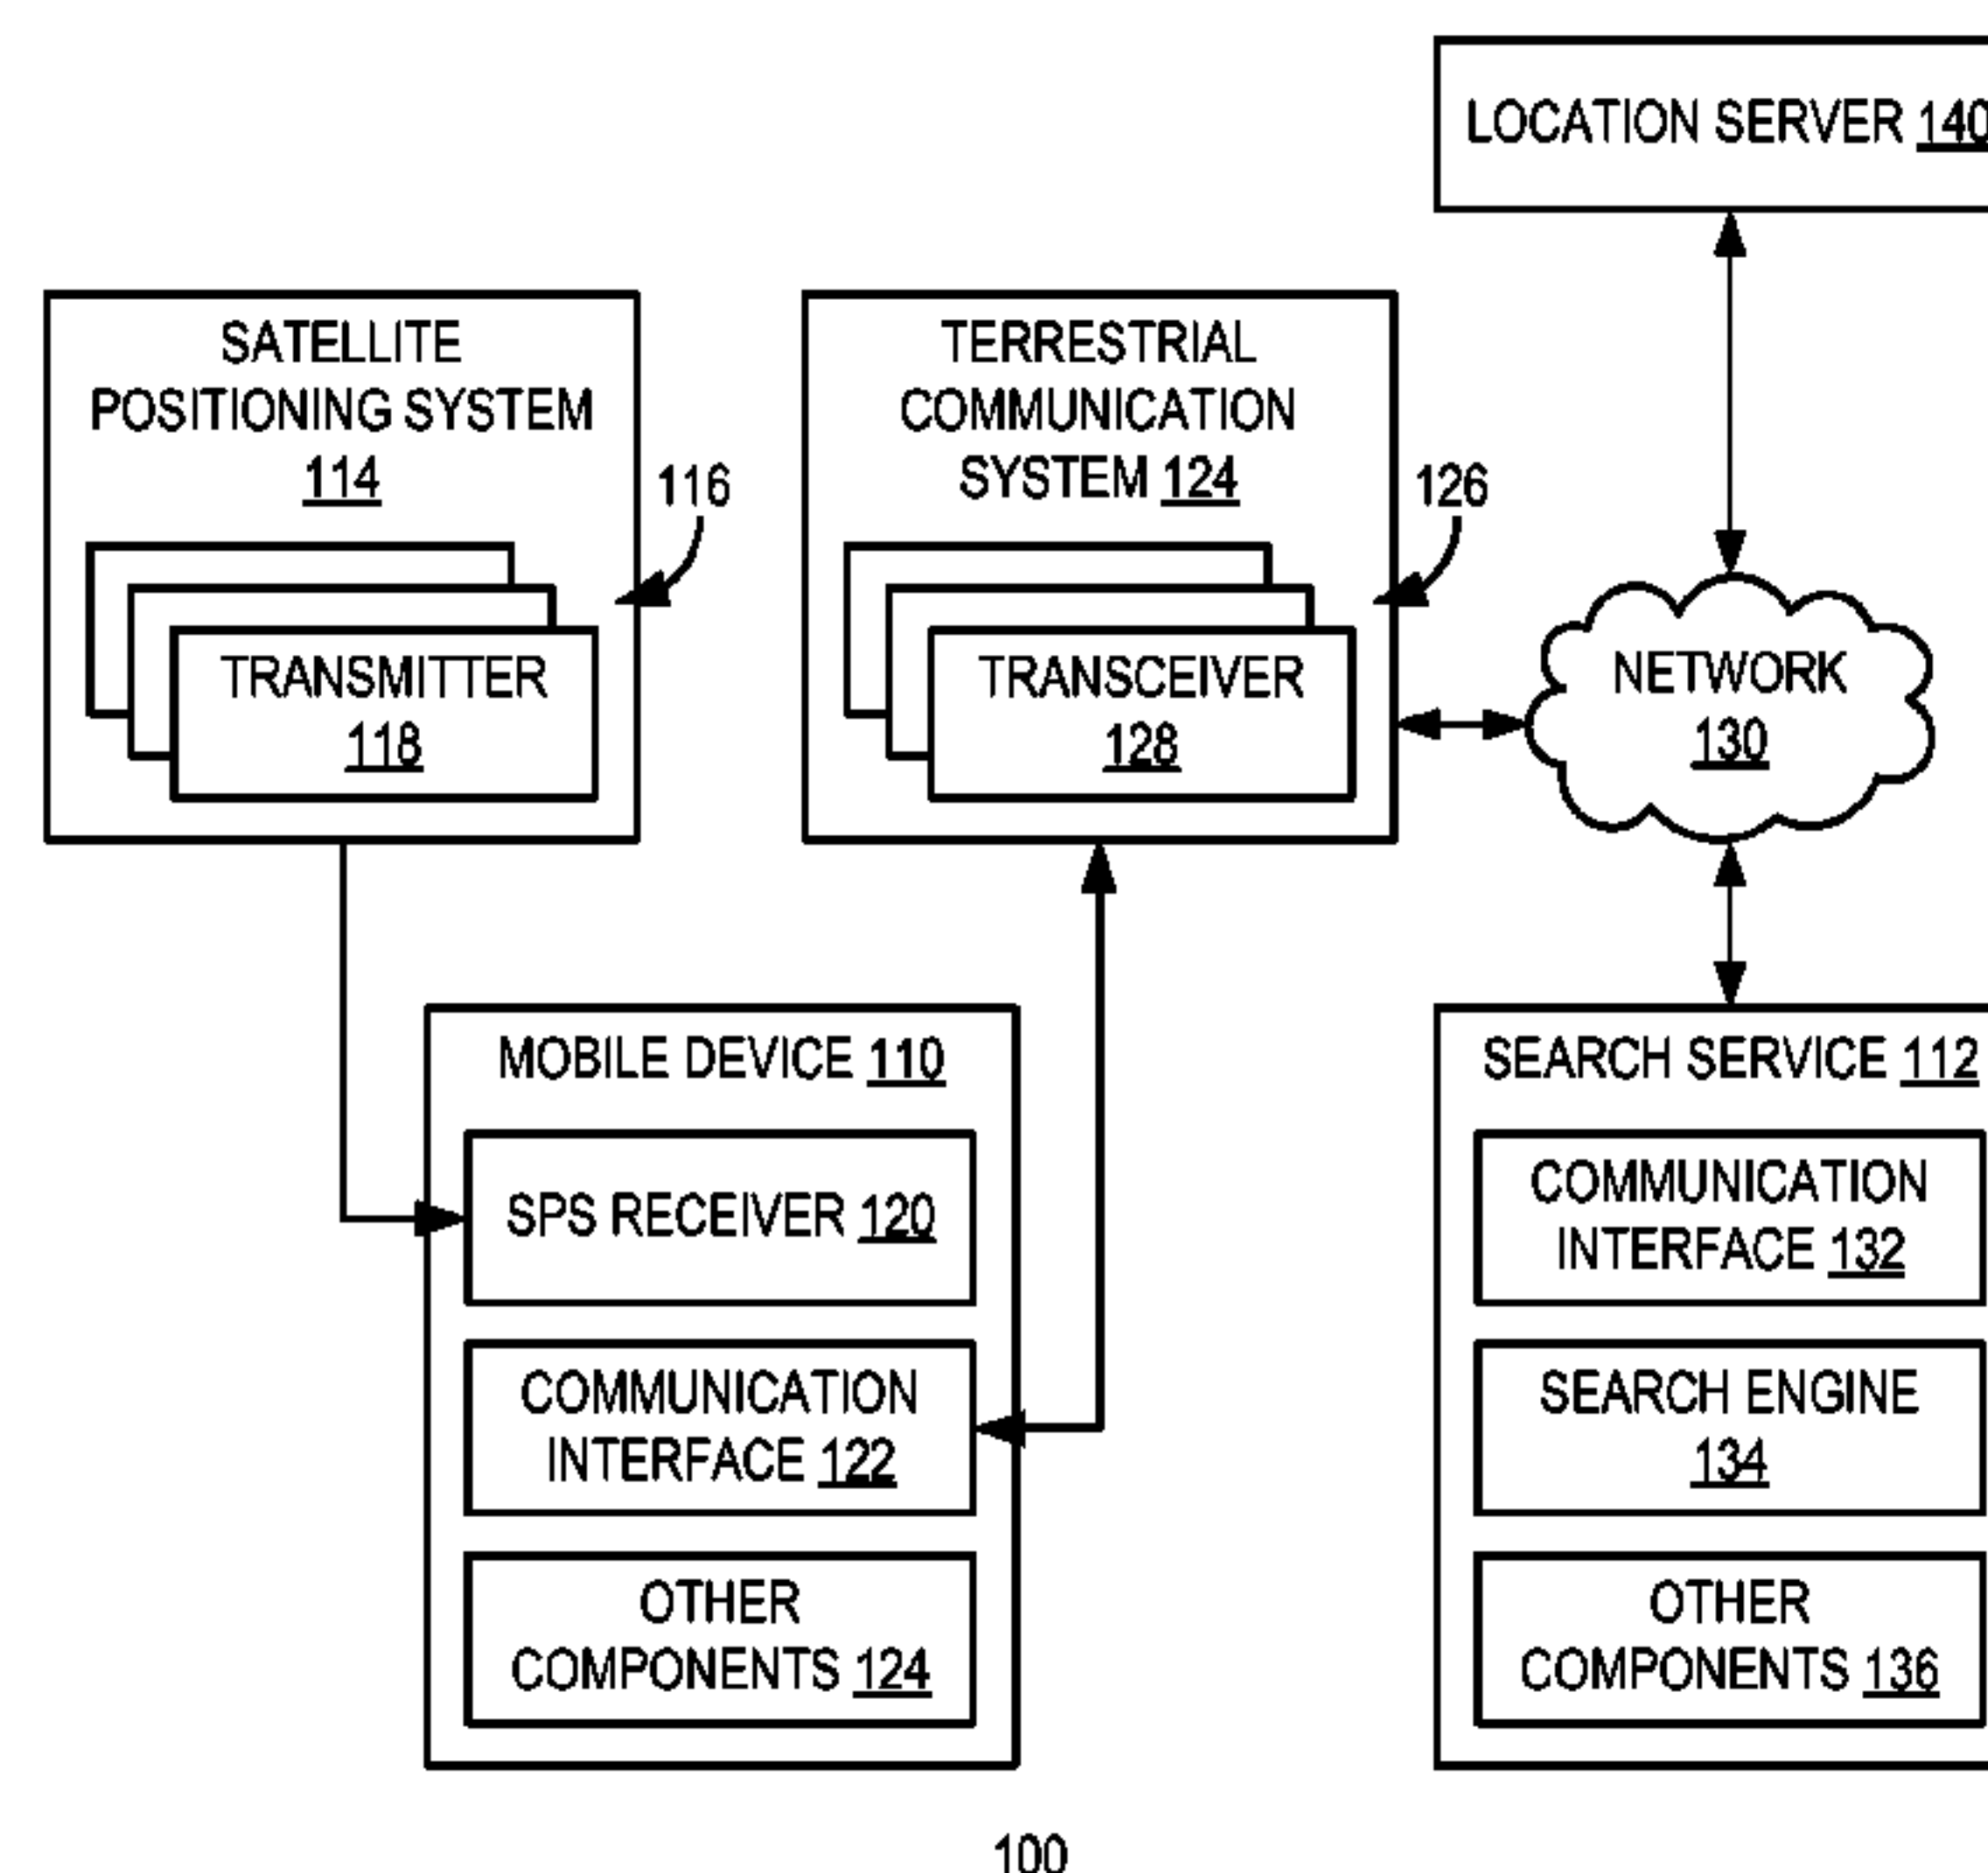 LOCATION SERVER 140
SATELLITE
POSITIONING SYSTEM
114
116
TRANSMITTER
118
TERRESTRIAL
COMMUNICATION
SYSTEM 124
126
TRANSCEIVER
128
NETWORK
130
MOBILE DEVICE 110
SPS RECEIVER 120
COMMUNICATION
INTERFACE 122
OTHER
COMPONENTS 124
SEARCH SERVICE 112
COMMUNICATION
INTERFACE 132
SEARCH ENGINE
134
OTHER
COMPONENTS 136
100